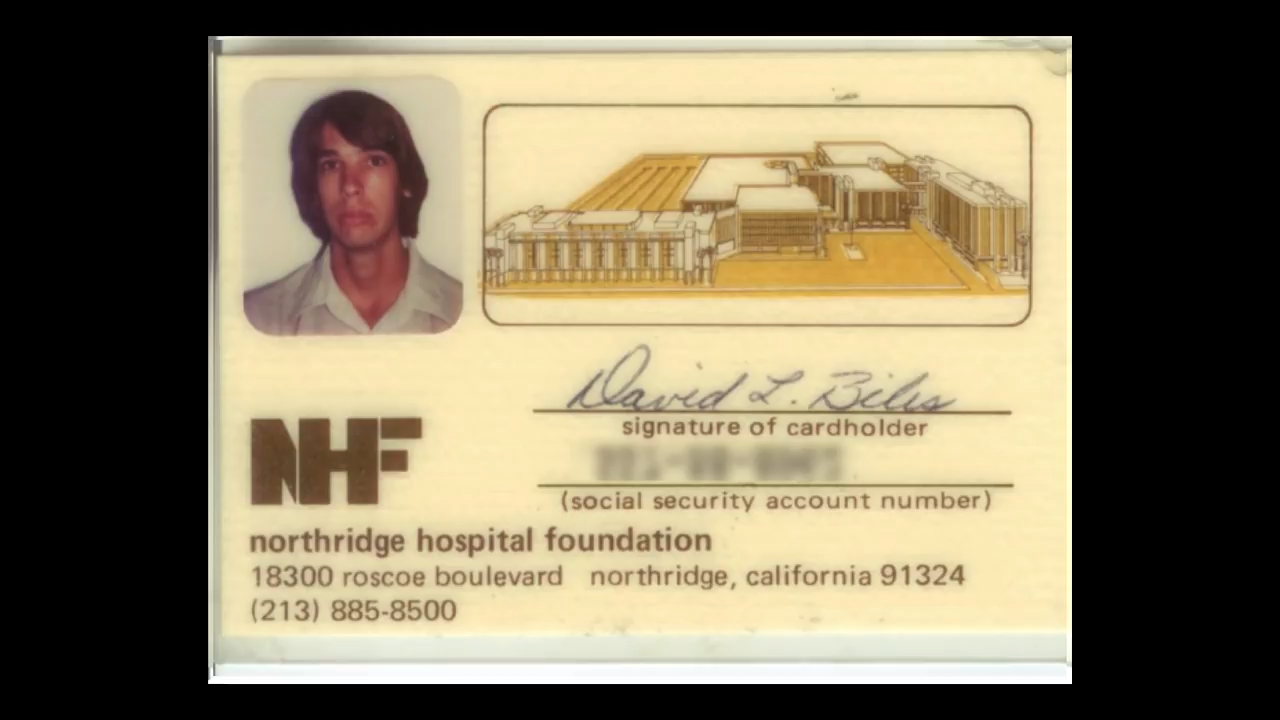 David L. Biles
signature of cardholder
(social security account number)
NHF
northridge hospital foundation
18300 roscoe boulevard northridge, california 91324
(213) 885-8500